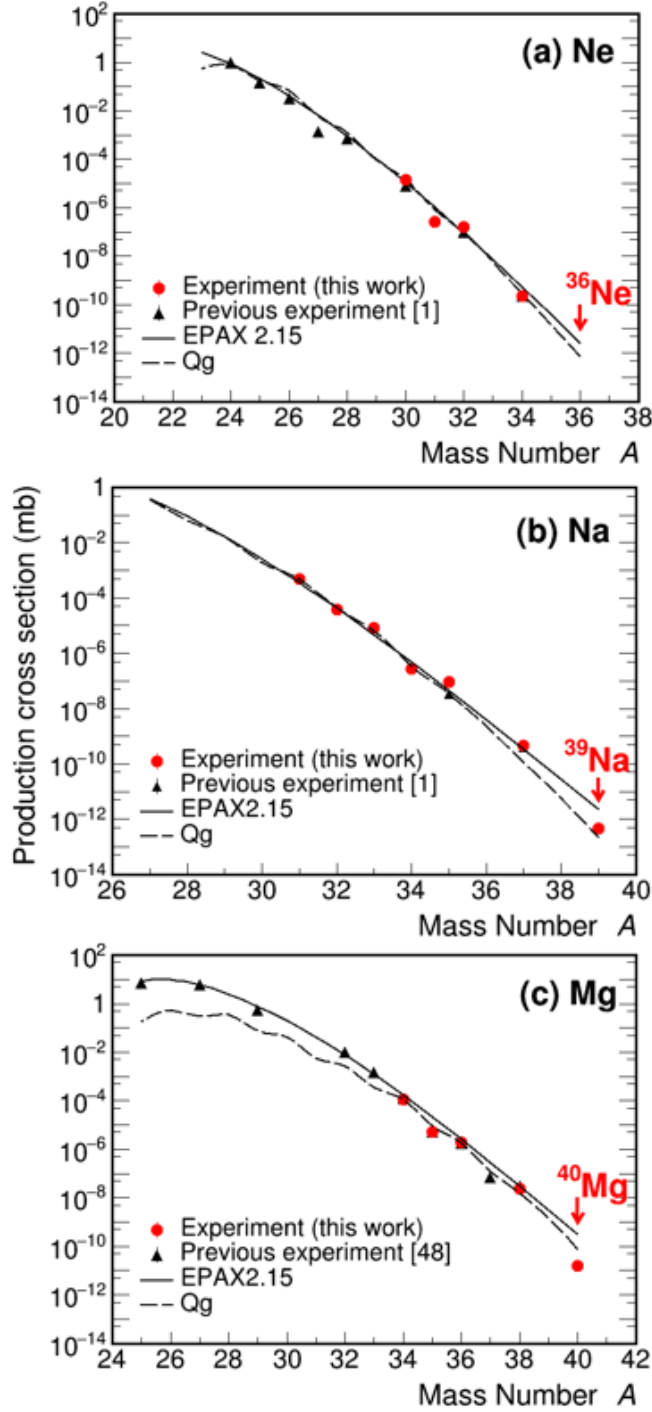 (a) Ne
10²
1
10⁻²
10⁻⁴
10⁻⁶
10⁻⁸
10⁻¹⁰
10⁻¹²
10⁻¹⁴
Experiment (this work)
Previous experiment [1]
EPAX 2.15
Qg
³⁶Ne
20 22 24 26 28 30 32 34 36 38
Mass Number A
Production cross section (mb)
(b) Na
1
10⁻²
10⁻⁴
10⁻⁶
10⁻⁸
10⁻¹⁰
10⁻¹²
10⁻¹⁴
Experiment (this work)
Previous experiment [1]
EPAX2.15
Qg
³⁹Na
26 28 30 32 34 36 38 40
Mass Number A
(c) Mg
10²
1
10⁻²
10⁻⁴
10⁻⁶
10⁻⁸
10⁻¹⁰
10⁻¹²
10⁻¹⁴
Experiment (this work)
Previous experiment [48]
EPAX2.15
Qg
⁴⁰Mg
24 26 28 30 32 34 36 38 40 42
Mass Number A